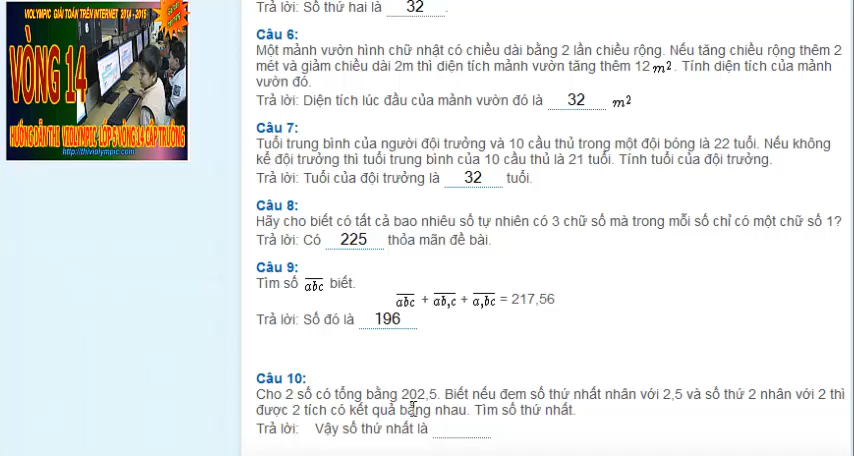 VIOLYMPIC GIẢI TOÁN TRÊN INTERNET 2014 - 2015
VÒNG 14
HƯỚNG DẪN THI VIOLYMPIC LỚP 5 VÒNG 14 CẤP TRƯỜNG
http://thiviolympic.com
Trả lời: Số thứ hai là 32 .
Câu 6:
Một mảnh vườn hình chữ nhật có chiều dài bằng 2 lần chiều rộng. Nếu tăng chiều rộng thêm 2
mét và giảm chiều dài 2m thì diện tích mảnh vườn tăng thêm 12 m². Tính diện tích của mảnh
vườn đó.
Trả lời: Diện tích lúc đầu của mảnh vườn đó là 32 m²
Câu 7:
Tuổi trung bình của người đội trưởng và 10 cầu thủ trong một đội bóng là 22 tuổi. Nếu không
kể đội trưởng thì tuổi trung bình của 10 cầu thủ là 21 tuổi. Tính tuổi của đội trưởng.
Trả lời: Tuổi của đội trưởng là 32 tuổi.
Câu 8:
Hãy cho biết có tất cả bao nhiêu số tự nhiên có 3 chữ số mà trong mỗi số chỉ có một chữ số 1?
Trả lời: Có 225 thỏa mãn đề bài.
Câu 9:
Tìm số abc biết.
abc + ab,c + a,bc = 217,56
Trả lời: Số đó là 196
Câu 10:
Cho 2 số có tổng bằng 202,5. Biết nếu đem số thứ nhất nhân với 2,5 và số thứ 2 nhân với 2 thì
được 2 tích có kết quả bằng nhau. Tìm số thứ nhất.
Trả lời: Vậy số thứ nhất là